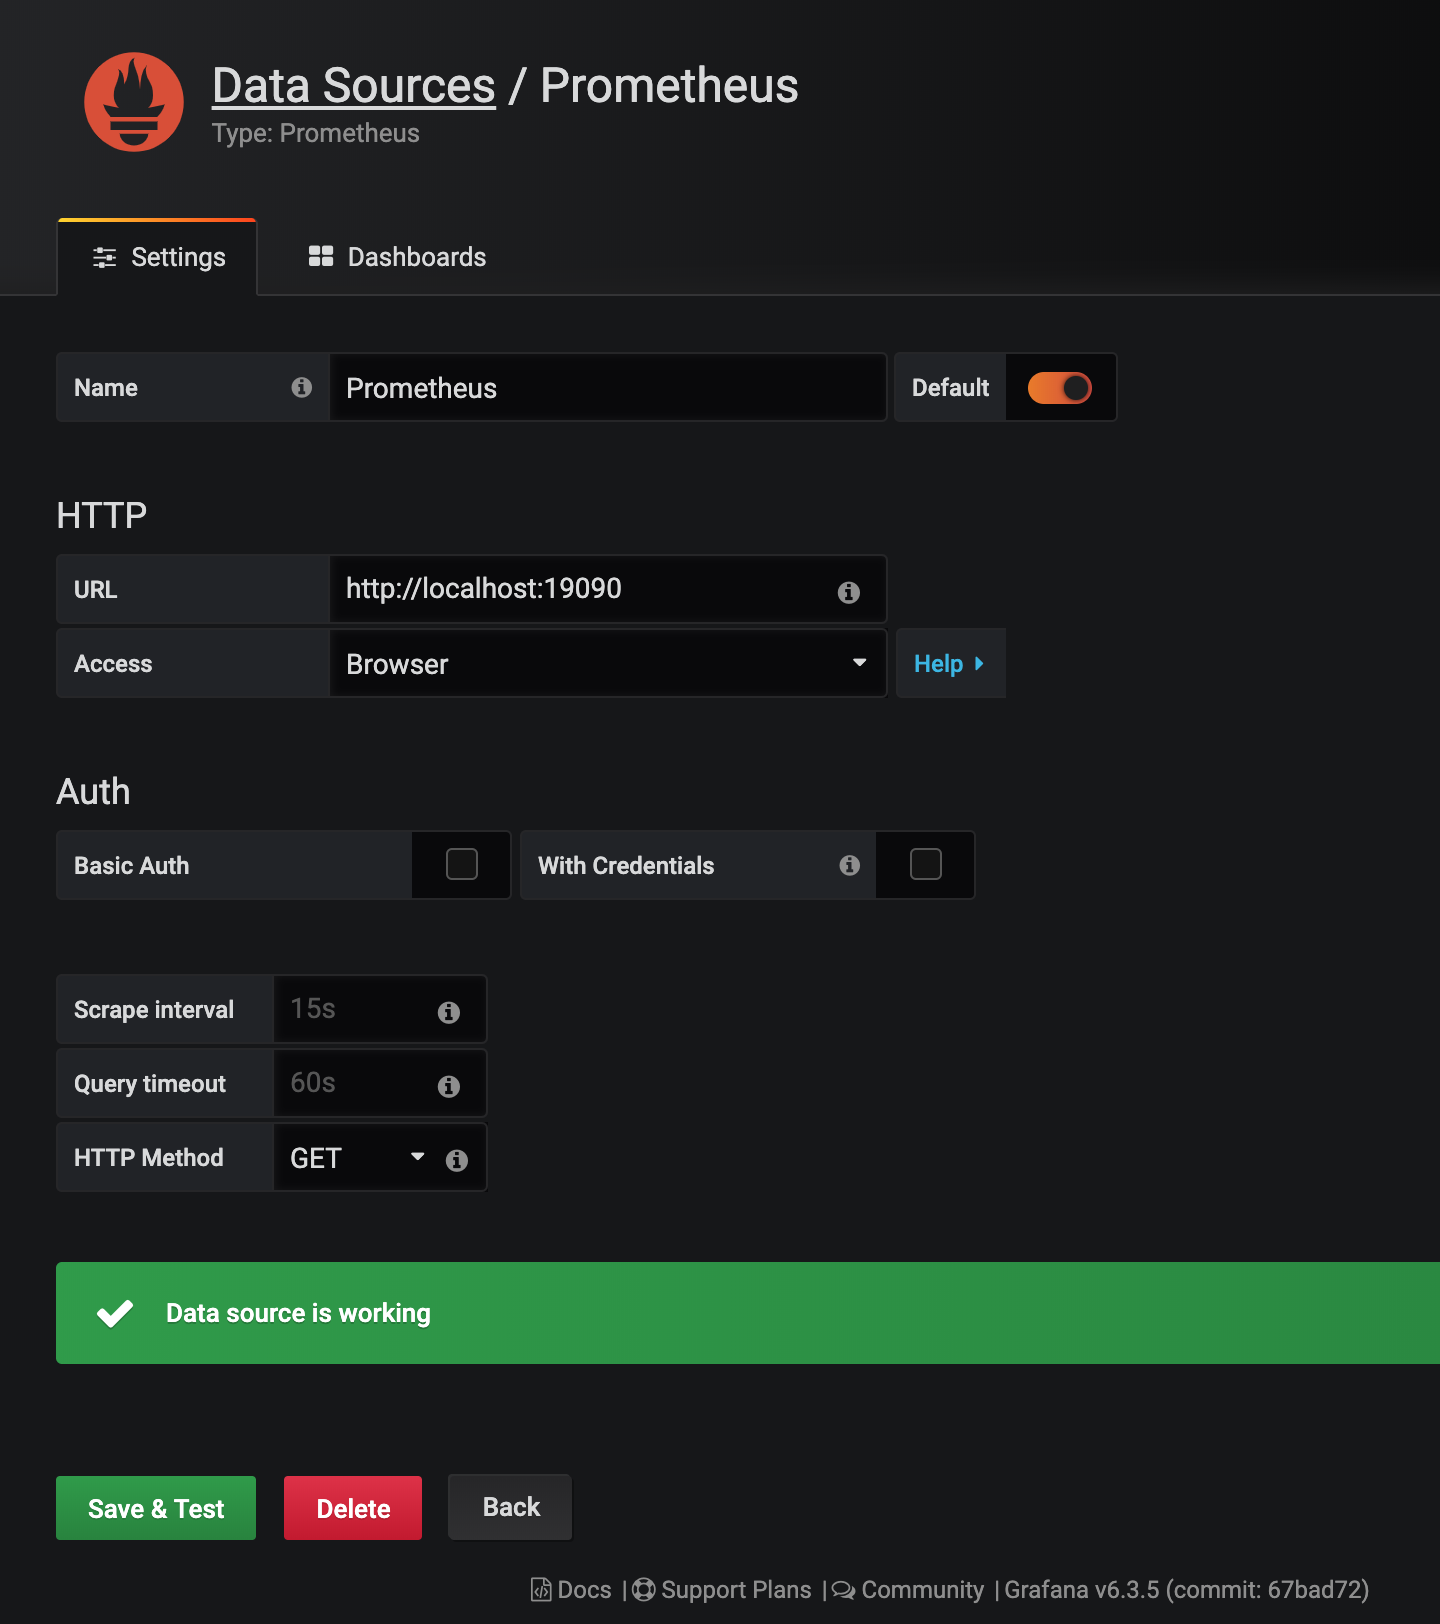 Data Sources / Prometheus
Type: Prometheus
Settings
Dashboards
Name
Prometheus
Default
HTTP
URL
http://localhost:19090
Access
Browser
Help
Auth
Basic Auth
With Credentials
Scrape interval
15s
Query timeout
60s
HTTP Method
GET
Data source is working
Save & Test
Delete
Back
Docs | Support Plans | Community | Grafana v6.3.5 (commit: 67bad72)